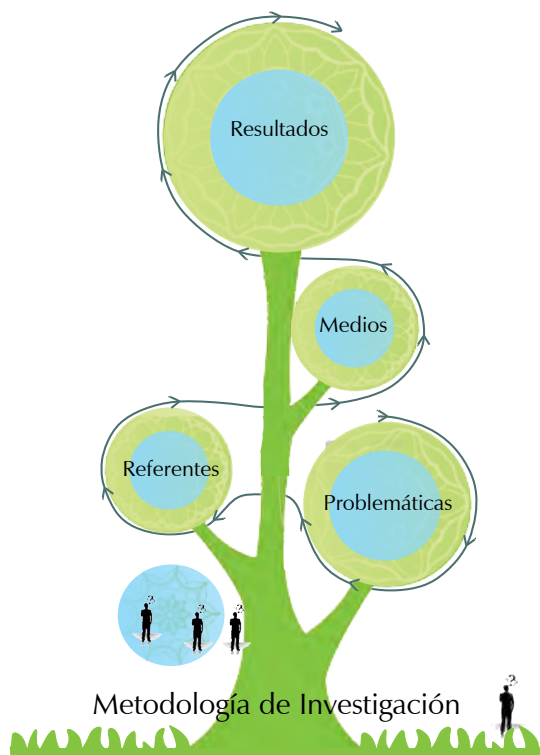 Resultados
Medios
Referentes
Problemáticas
Metodología de Investigación